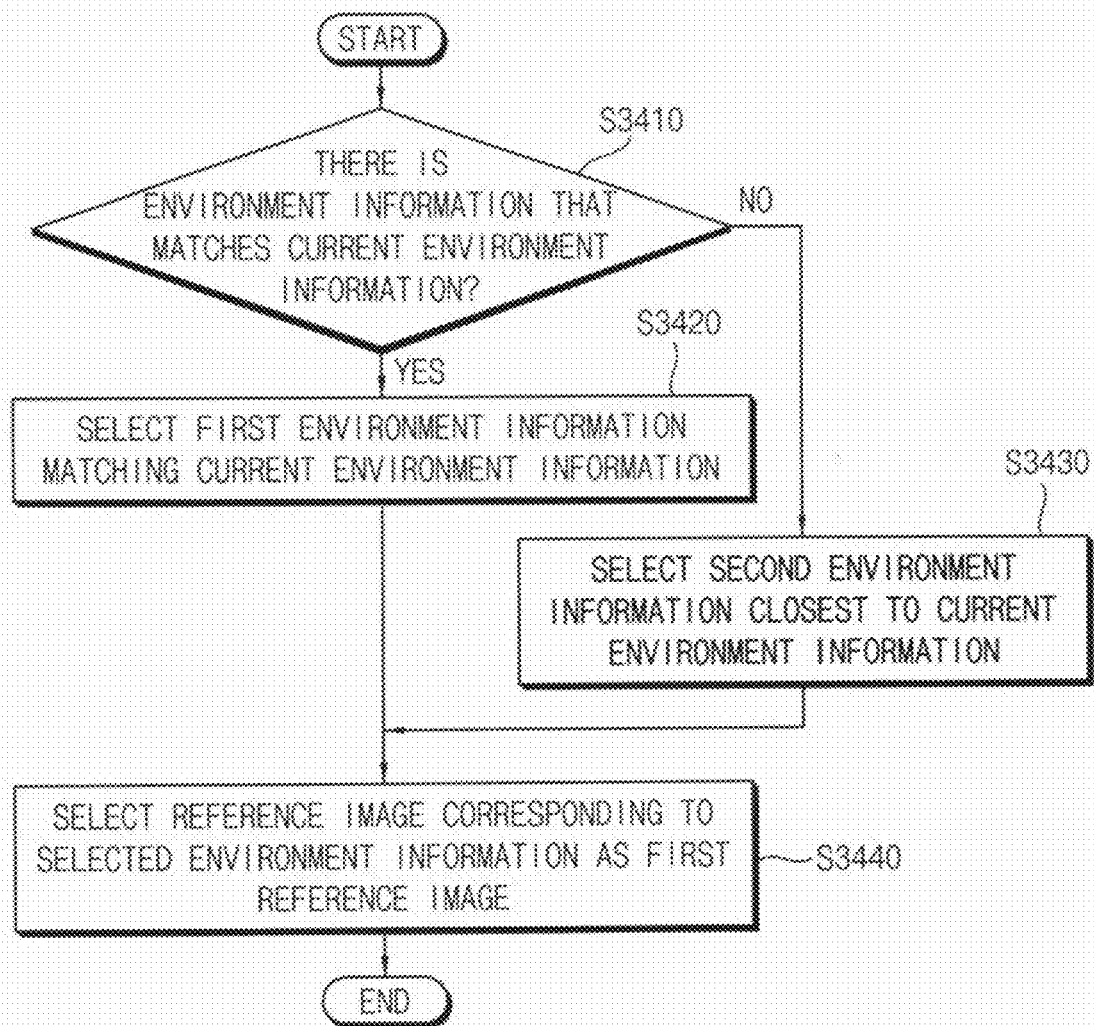 START
S3410
THERE IS
ENVIRONMENT INFORMATION THAT
MATCHES CURRENT ENVIRONMENT
INFORMATION?
NO
YES
S3420
SELECT FIRST ENVIRONMENT INFORMATION
MATCHING CURRENT ENVIRONMENT INFORMATION
S3430
SELECT SECOND ENVIRONMENT
INFORMATION CLOSEST TO CURRENT
ENVIRONMENT INFORMATION
SELECT REFERENCE IMAGE CORRESPONDING TO
SELECTED ENVIRONMENT INFORMATION AS FIRST
REFERENCE IMAGE
S3440
END